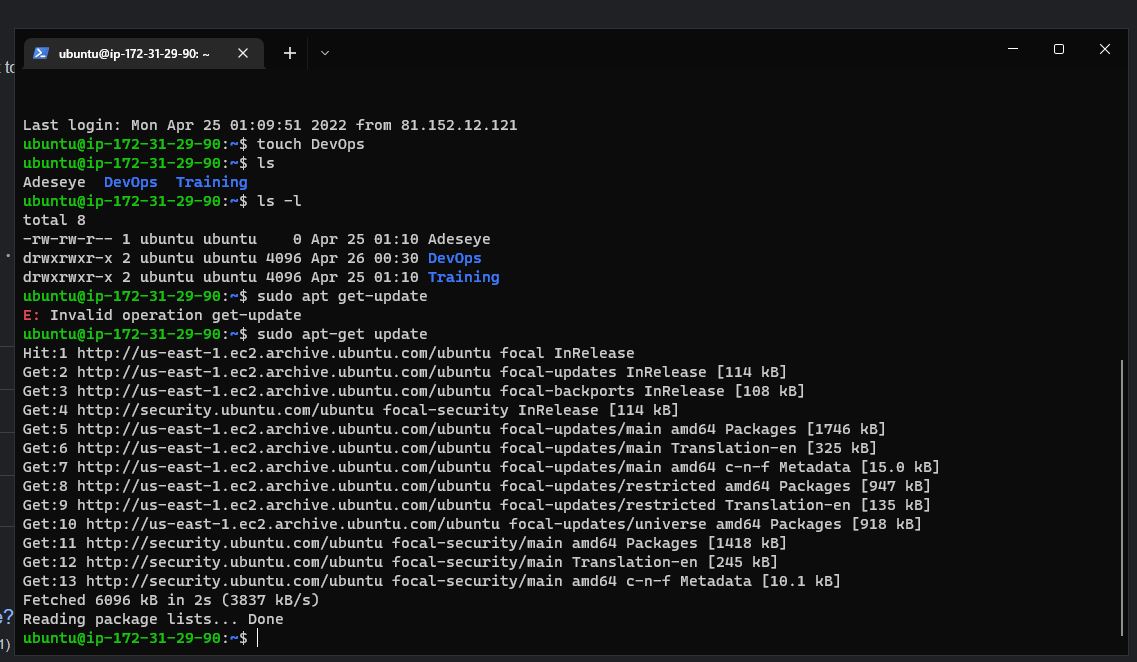 ubuntu@ip-172-31-29-90: ~
Last login: Mon Apr 25 01:09:51 2022 from 81.152.12.121
ubuntu@ip-172-31-29-90:~$ touch DevOps
ubuntu@ip-172-31-29-90:~$ ls
Adeseye  DevOps  Training
ubuntu@ip-172-31-29-90:~$ ls -l
total 8
-rw-rw-r-- 1 ubuntu ubuntu    0 Apr 25 01:10 Adeseye
drwxrwxr-x 2 ubuntu ubuntu 4096 Apr 26 00:30 DevOps
drwxrwxr-x 2 ubuntu ubuntu 4096 Apr 25 01:10 Training
ubuntu@ip-172-31-29-90:~$ sudo apt get-update
E: Invalid operation get-update
ubuntu@ip-172-31-29-90:~$ sudo apt-get update
Hit:1 http://us-east-1.ec2.archive.ubuntu.com/ubuntu focal InRelease
Get:2 http://us-east-1.ec2.archive.ubuntu.com/ubuntu focal-updates InRelease [114 kB]
Get:3 http://us-east-1.ec2.archive.ubuntu.com/ubuntu focal-backports InRelease [108 kB]
Get:4 http://security.ubuntu.com/ubuntu focal-security InRelease [114 kB]
Get:5 http://us-east-1.ec2.archive.ubuntu.com/ubuntu focal-updates/main amd64 Packages [1746 kB]
Get:6 http://us-east-1.ec2.archive.ubuntu.com/ubuntu focal-updates/main Translation-en [325 kB]
Get:7 http://us-east-1.ec2.archive.ubuntu.com/ubuntu focal-updates/main amd64 c-n-f Metadata [15.0 kB]
Get:8 http://us-east-1.ec2.archive.ubuntu.com/ubuntu focal-updates/restricted amd64 Packages [947 kB]
Get:9 http://us-east-1.ec2.archive.ubuntu.com/ubuntu focal-updates/restricted Translation-en [135 kB]
Get:10 http://us-east-1.ec2.archive.ubuntu.com/ubuntu focal-updates/universe amd64 Packages [918 kB]
Get:11 http://security.ubuntu.com/ubuntu focal-security/main amd64 Packages [1418 kB]
Get:12 http://security.ubuntu.com/ubuntu focal-security/main Translation-en [245 kB]
Get:13 http://security.ubuntu.com/ubuntu focal-security/main amd64 c-n-f Metadata [10.1 kB]
Fetched 6096 kB in 2s (3837 kB/s)
Reading package lists... Done
ubuntu@ip-172-31-29-90:~$